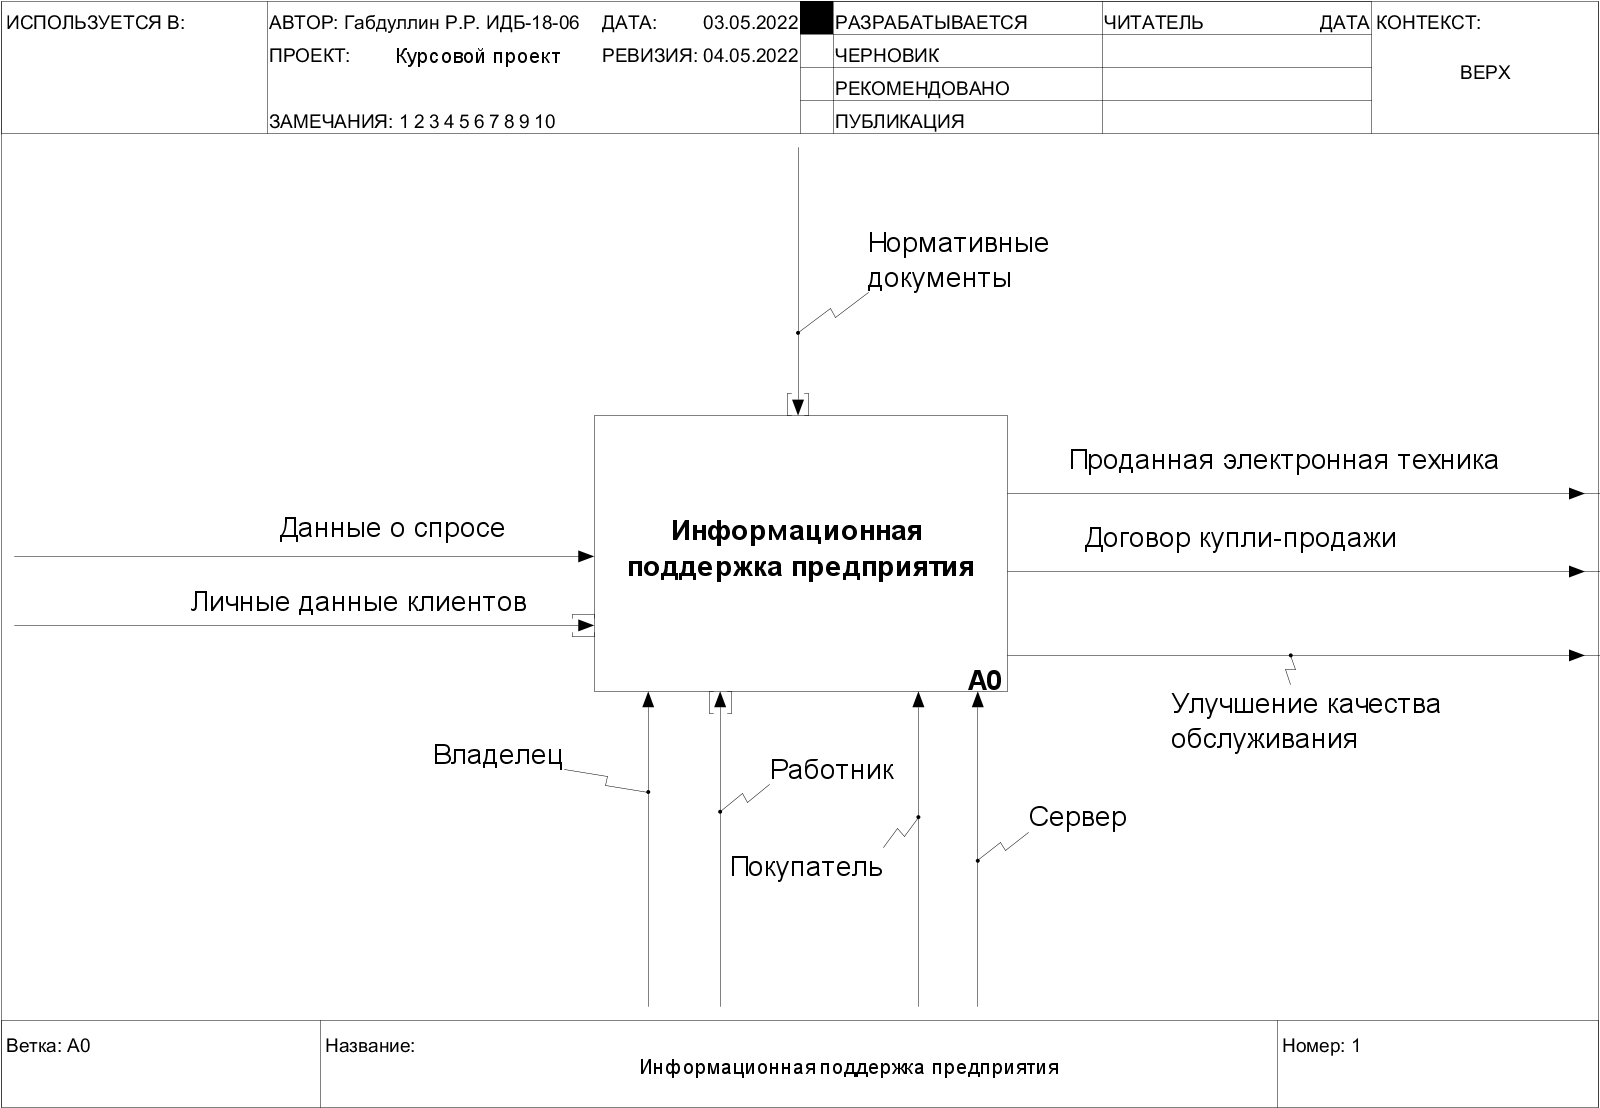 ИСПОЛЬЗУЕТСЯ В:
АВТОР: Габдуллин Р.Р. ИДБ-18-06
ДАТА: 03.05.2022
ПРОЕКТ: Курсовой проект
РЕВИЗИЯ: 04.05.2022
ЗАМЕЧАНИЯ: 1 2 3 4 5 6 7 8 9 10
РАЗРАБАТЫВАЕТСЯ
ЧЕРНОВИК
РЕКОМЕНДОВАНО
ПУБЛИКАЦИЯ
ЧИТАТЕЛЬ
ДАТА
КОНТЕКСТ:
ВЕРХ
Нормативные
документы
Данные о спросе
Личные данные клиентов
Информационная
поддержка предприятия
A0
Проданная электронная техника
Договор купли-продажи
Улучшение качества
обслуживания
Владелец
Работник
Покупатель
Сервер
Ветка: A0
Название:
Информационная поддержка предприятия
Номер: 1